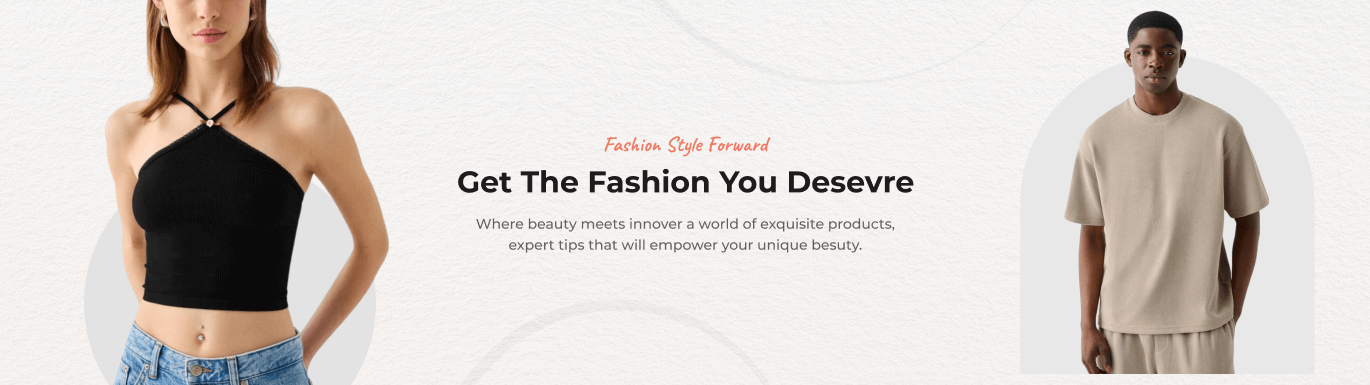 Fashion Style Forward
Get The Fashion You Desevre
Where beauty meets innover a world of exquisite products,
expert tips that will empower your unique besuty.